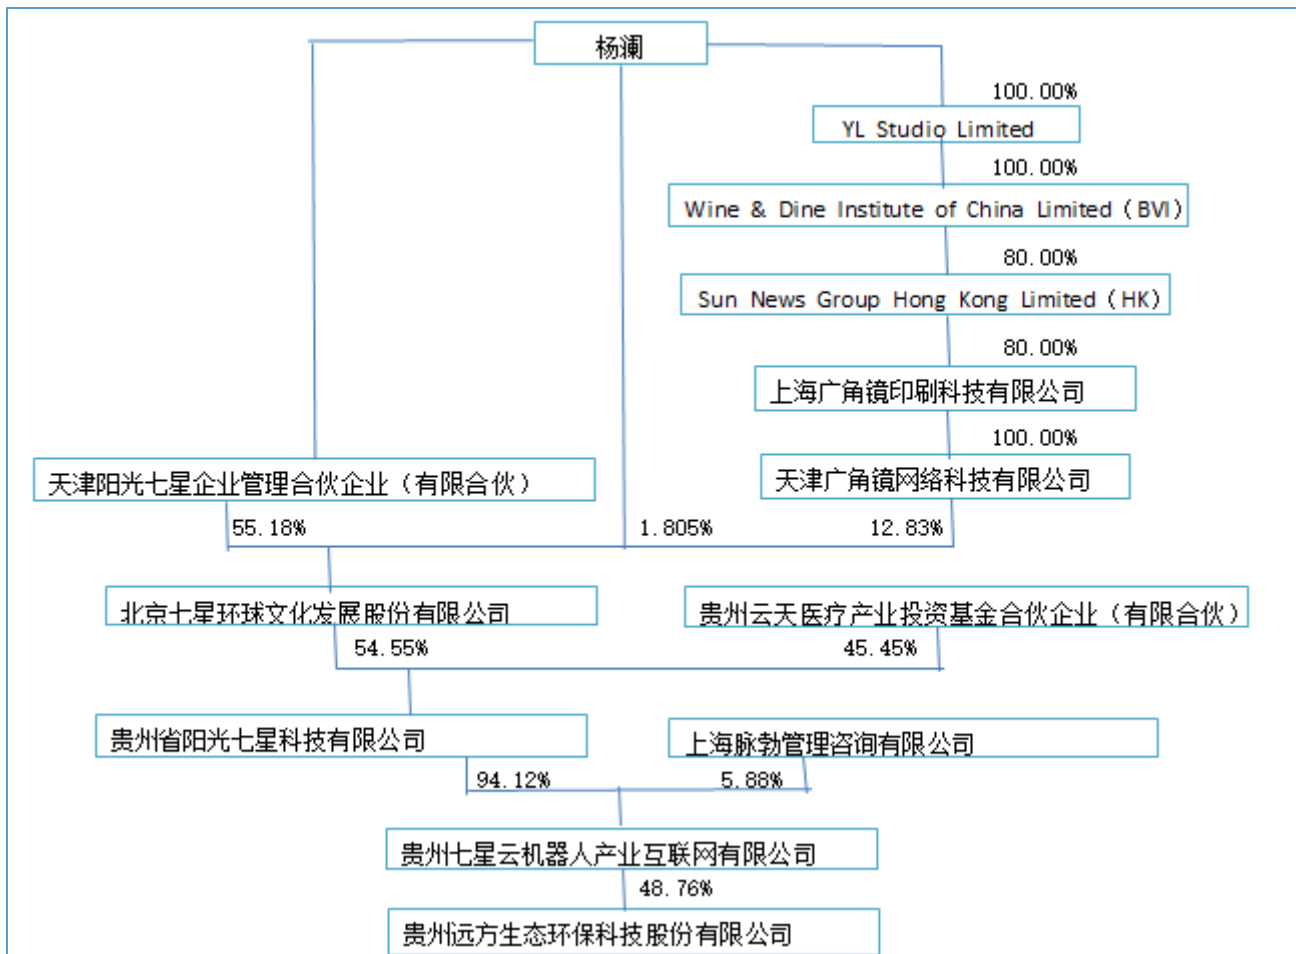 杨澜
100.00%
YL Studio Limited
100.00%
Wine & Dine Institute of China Limited（BVI）
80.00%
Sun News Group Hong Kong Limited（HK）
80.00%
上海广角镜印刷科技有限公司
100.00%
天津阳光七星企业管理合伙企业（有限合伙）
天津广角镜网络科技有限公司
55.18%
1.805%
12.83%
北京七星环球文化发展股份有限公司
贵州云天医疗产业投资基金合伙企业（有限合伙）
54.55%
45.45%
贵州省阳光七星科技有限公司
上海脉勃管理咨询有限公司
94.12%
5.88%
贵州七星云机器人产业互联网有限公司
48.76%
贵州远方生态环保科技股份有限公司